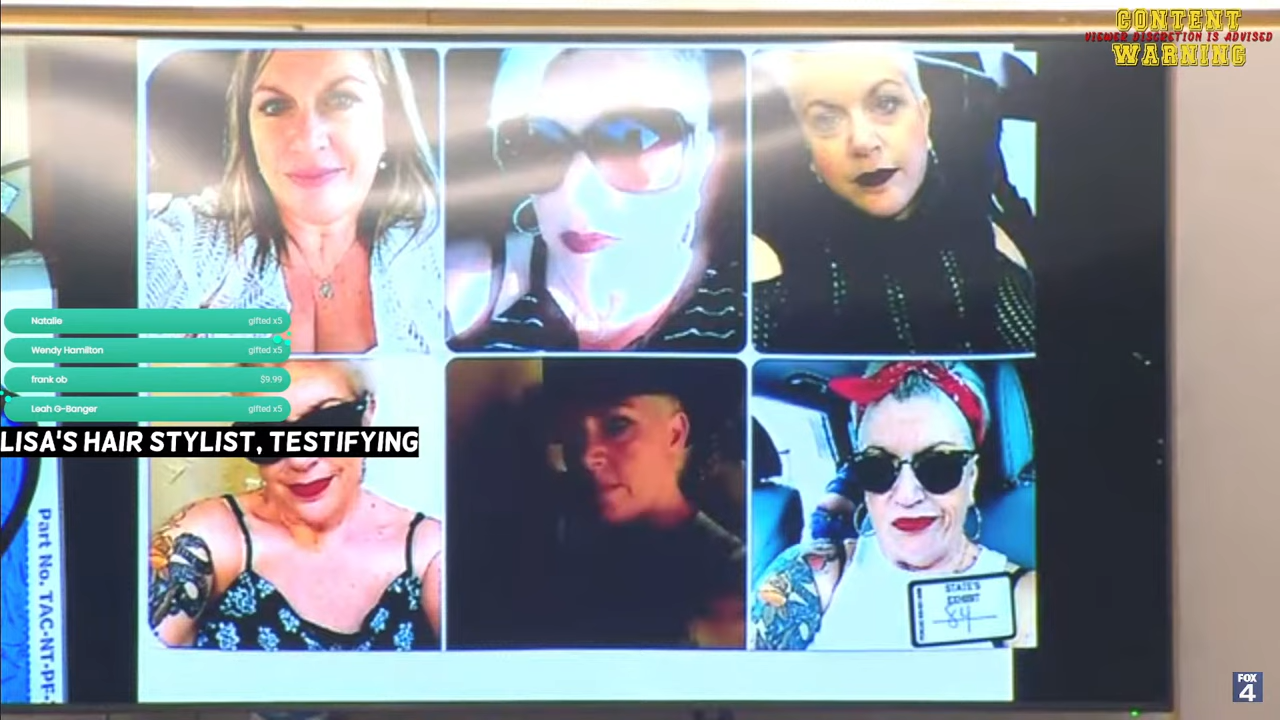 CONTENT
VIEWER DISCRETION IS ADVISED
WARNING
Natalie gifted x5
Wendy Hamilton gifted x5
frank ob $9.99
Leah G-Banger gifted x5
LISA'S HAIR STYLIST, TESTIFYING
Part No. TAC-NT-PF-
STATE'S
EXHIBIT
84
FOX
4